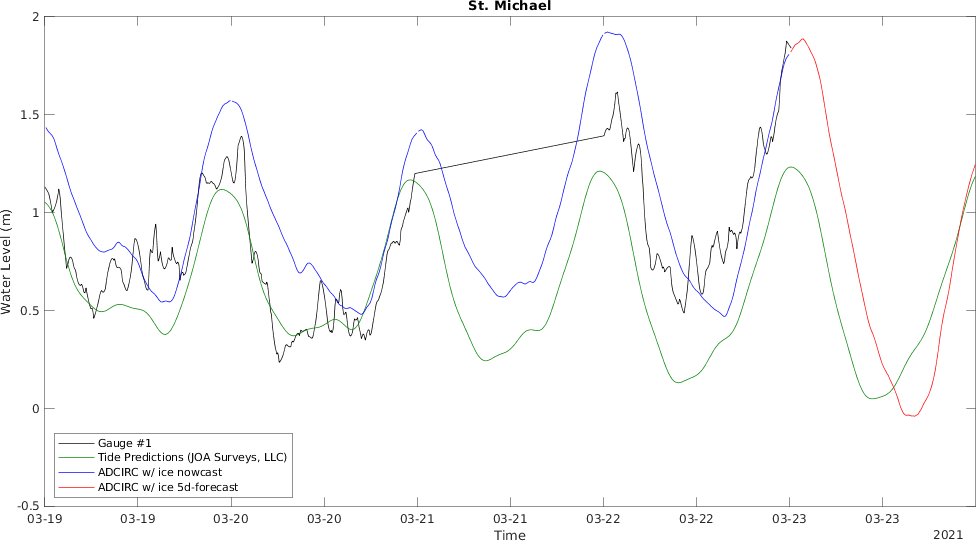 St. Michael
2
1.5
1
0.5
0
-0.5
Water Level (m)
Gauge #1
Tide Predictions (JOA Surveys, LLC)
ADCIRC w/ ice nowcast
ADCIRC w/ ice 5d-forecast
03-19 03-19 03-20 03-20 03-21 03-21 03-22 03-22 03-23 03-23
Time
2021